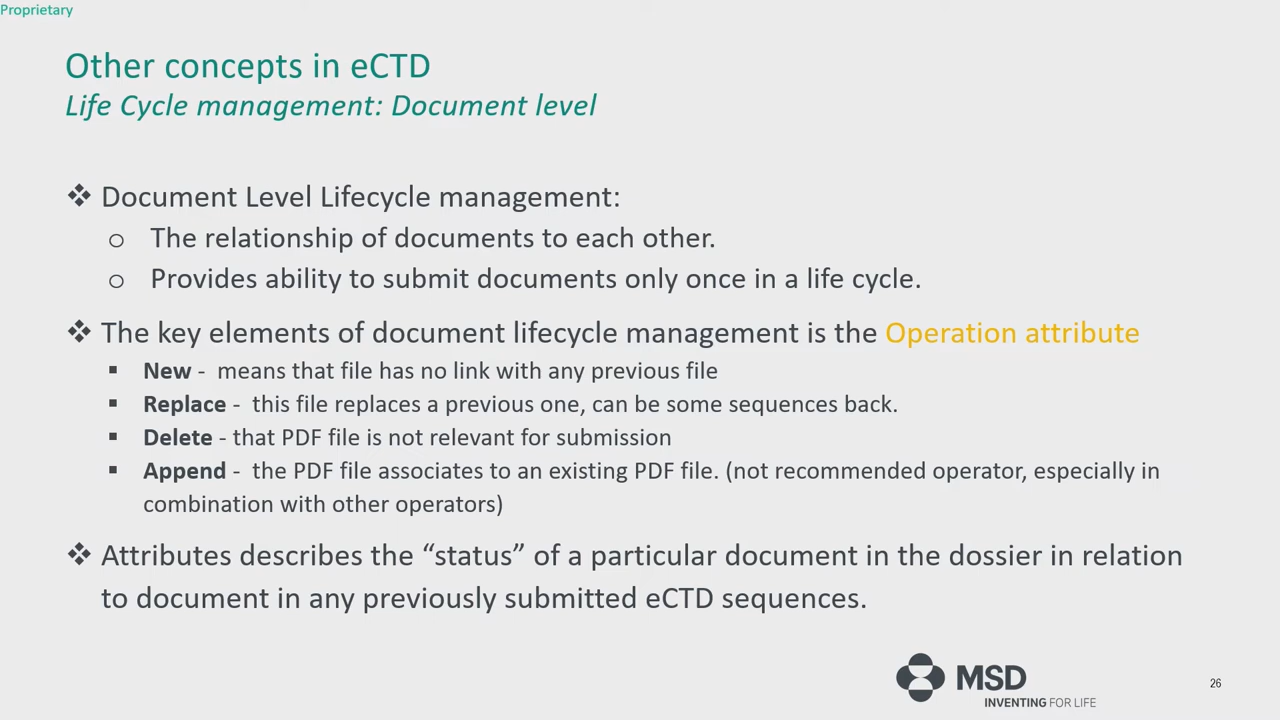 Proprietary
Other concepts in eCTD
Life Cycle management: Document level
❖ Document Level Lifecycle management:
o The relationship of documents to each other.
o Provides ability to submit documents only once in a life cycle.
❖ The key elements of document lifecycle management is the Operation attribute
▪ New - means that file has no link with any previous file
▪ Replace - this file replaces a previous one, can be some sequences back.
▪ Delete - that PDF file is not relevant for submission
▪ Append - the PDF file associates to an existing PDF file. (not recommended operator, especially in
combination with other operators)
❖ Attributes describes the “status” of a particular document in the dossier in relation
to document in any previously submitted eCTD sequences.
MSD
INVENTING FOR LIFE
26